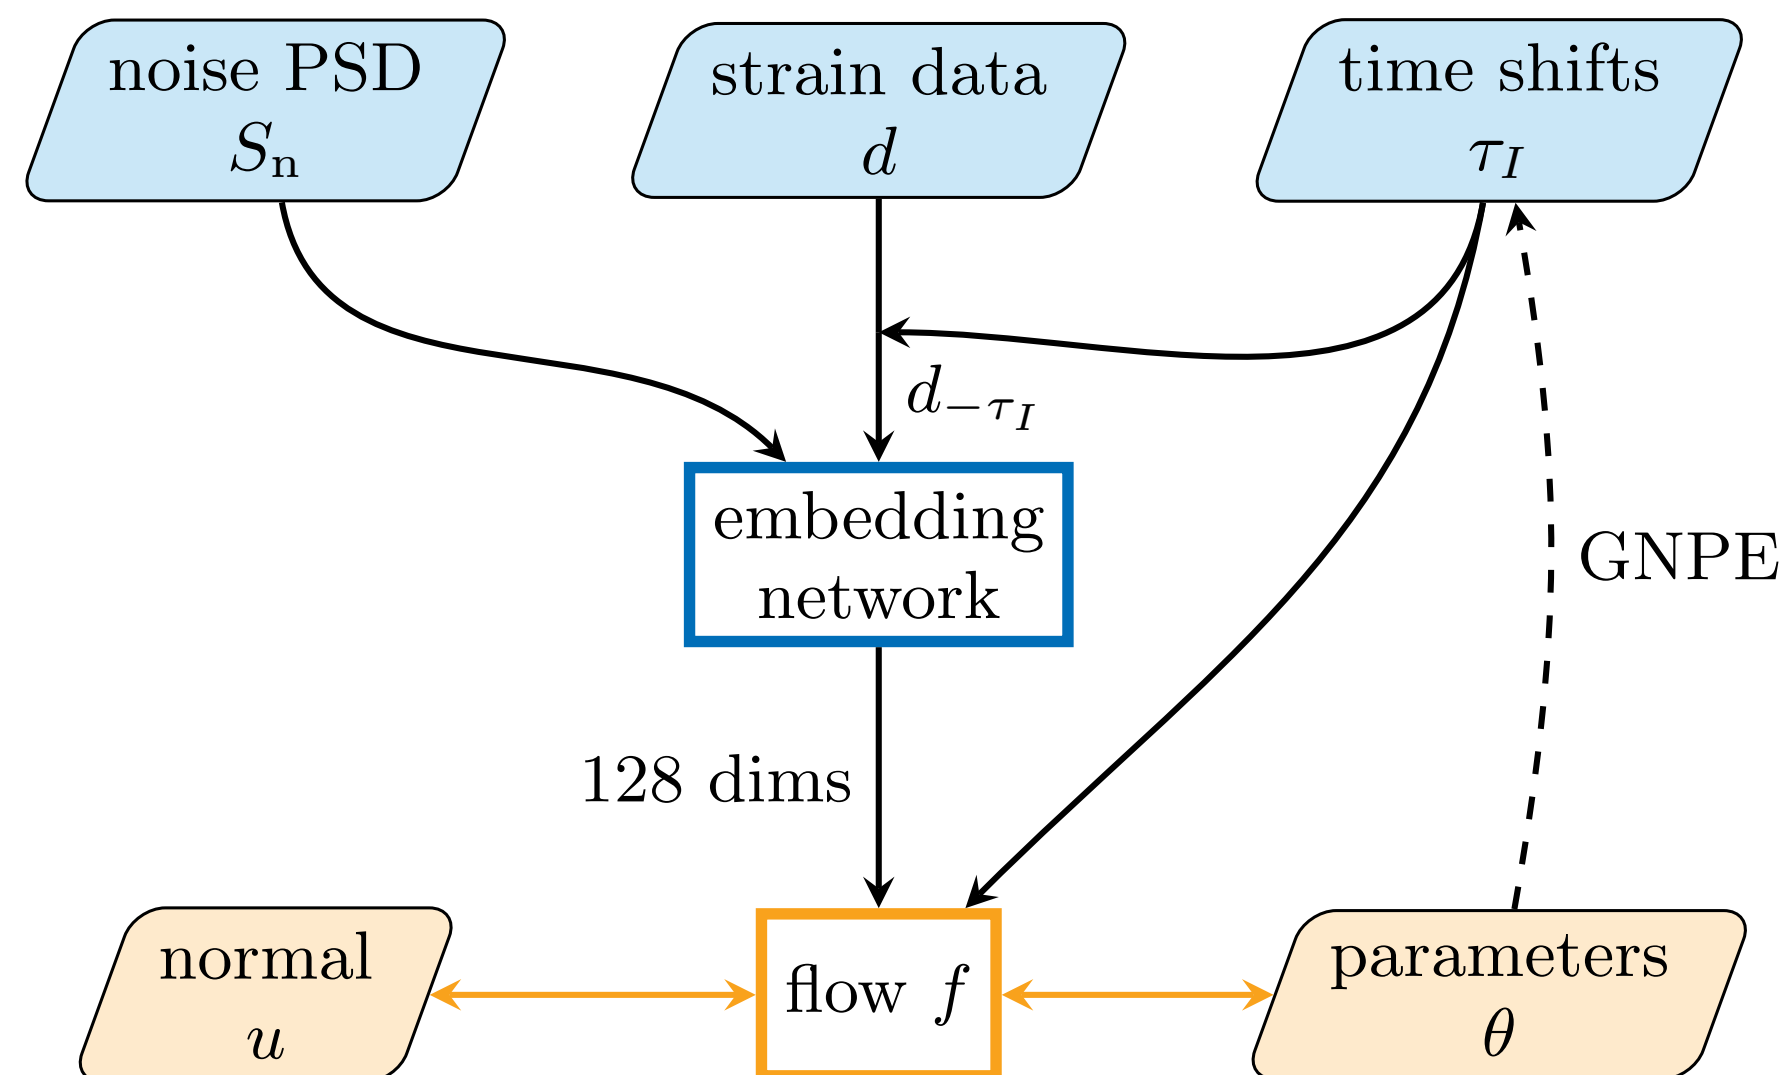 noise PSD
Sₙ
strain data
d
time shifts
τ_I
d_{−τ_I}
embedding
network
GNPE
128 dims
normal
u
flow f
parameters
θ